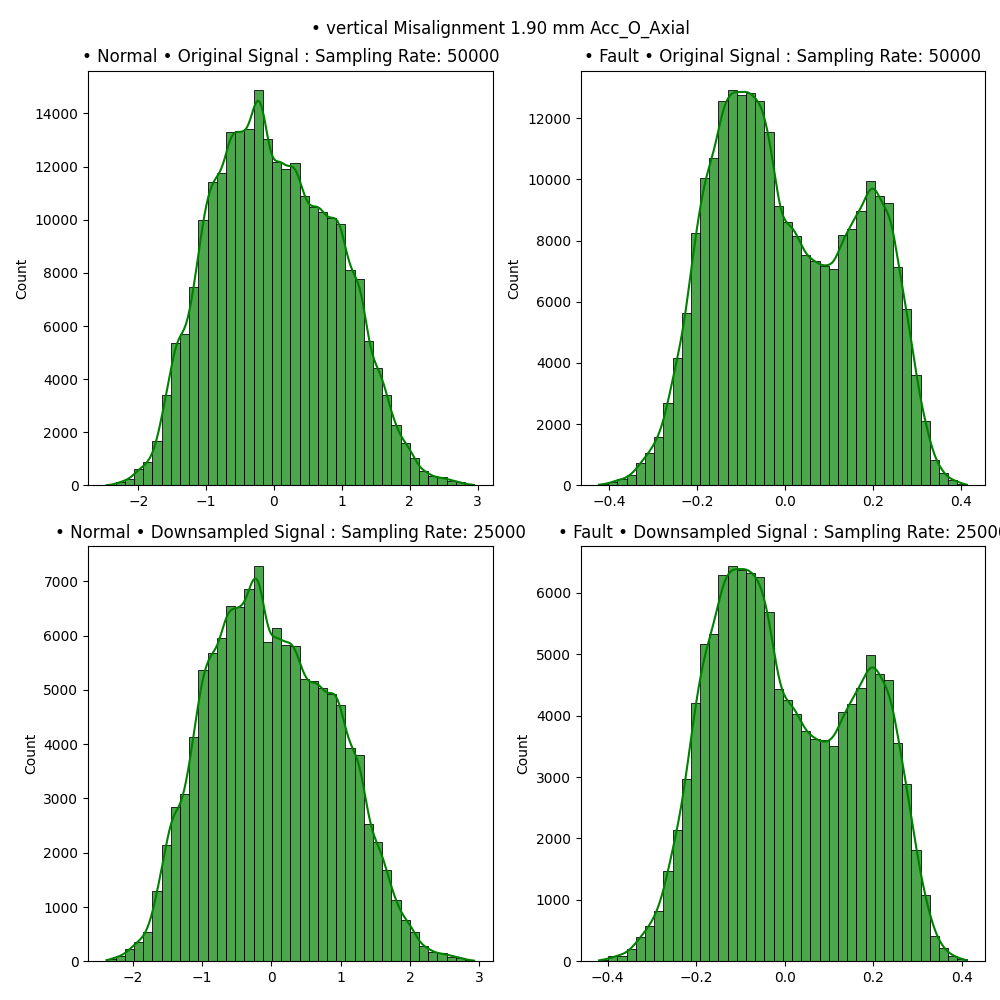 • vertical Misalignment 1.90 mm Acc_O_Axial
• Normal • Original Signal : Sampling Rate: 50000
Count
14000
12000
10000
8000
6000
4000
2000
0
−2 −1 0 1 2 3
• Fault • Original Signal : Sampling Rate: 50000
Count
12000
10000
8000
6000
4000
2000
0
−0.4 −0.2 0.0 0.2 0.4
• Normal • Downsampled Signal : Sampling Rate: 25000
Count
7000
6000
5000
4000
3000
2000
1000
0
−2 −1 0 1 2 3
• Fault • Downsampled Signal : Sampling Rate: 25000
Count
6000
5000
4000
3000
2000
1000
0
−0.4 −0.2 0.0 0.2 0.4